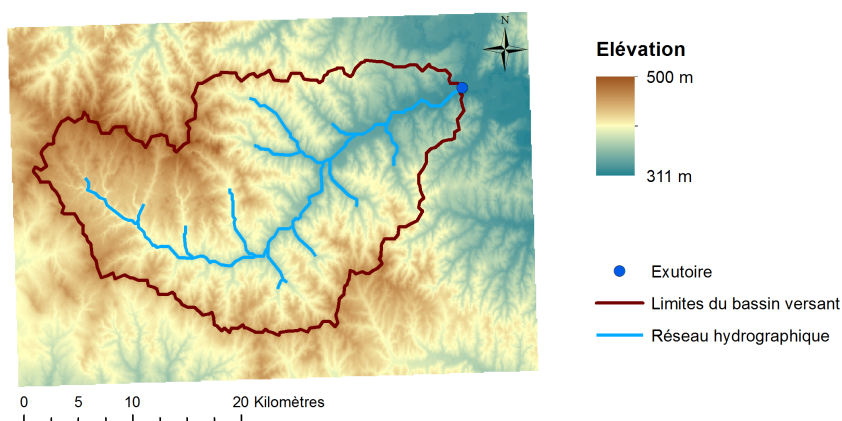 N
Elévation
500 m
311 m
Exutoire
Limites du bassin versant
Réseau hydrographique
0 5 10 20 Kilomètres